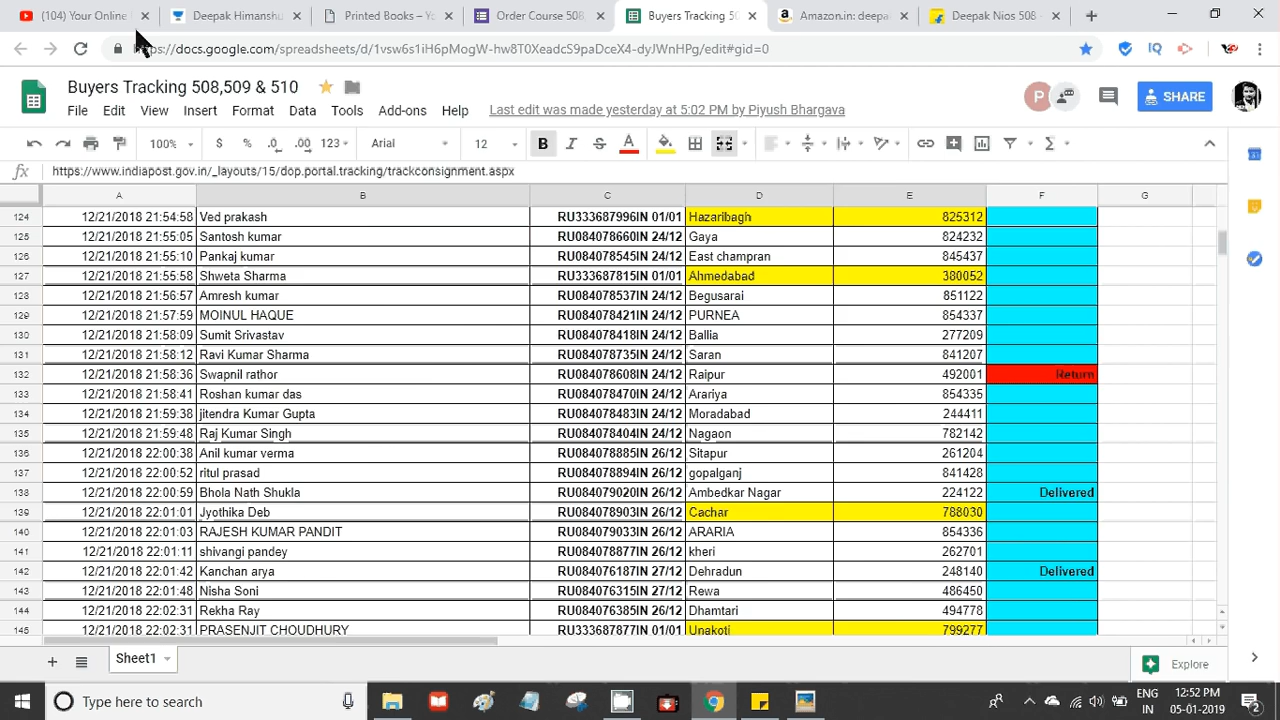 (104) Your Online
Deepak Himanshu
Printed Books – Ya
Order Course 508,
Buyers Tracking 50
Amazon.in: deepa
Deepak Nios 508 -
https://docs.google.com/spreadsheets/d/1vsw6s1iH6pMogW-hw8T0XeadcS9paDceX4-dyJWnHPg/edit#gid=0
Buyers Tracking 508,509 & 510
File Edit View Insert Format Data Tools Add-ons Help Last edit was made yesterday at 5:02 PM by Piyush Bhargava
P
SHARE
100% $ % .0 .00 123 Arial 12 B I S A Σ
fx https://www.indiapost.gov.in/_layouts/15/dop.portal.tracking/trackconsignment.aspx
A B C D E F G
124 12/21/2018 21:54:58 Ved prakash RU333687996IN 01/01 Hazaribagh 825312
125 12/21/2018 21:55:05 Santosh kumar RU084078660IN 24/12 Gaya 824232
126 12/21/2018 21:55:10 Pankaj kumar RU084078545IN 24/12 East champran 845437
127 12/21/2018 21:55:58 Shweta Sharma RU333687815IN 01/01 Ahmedabad 380052
128 12/21/2018 21:56:57 Amresh kumar RU084078537IN 24/12 Begusarai 851122
129 12/21/2018 21:57:59 MOINUL HAQUE RU084078421IN 24/12 PURNEA 854337
130 12/21/2018 21:58:09 Sumit Srivastav RU084078418IN 24/12 Ballia 277209
131 12/21/2018 21:58:12 Ravi Kumar Sharma RU084078735IN 24/12 Saran 841207
132 12/21/2018 21:58:36 Swapnil rathor RU084078608IN 24/12 Raipur 492001 Return
133 12/21/2018 21:58:41 Roshan kumar das RU084078470IN 24/12 Arariya 854335
134 12/21/2018 21:59:38 jitendra Kumar Gupta RU084078483IN 24/12 Moradabad 244411
135 12/21/2018 21:59:48 Raj Kumar Singh RU084078404IN 24/12 Nagaon 782142
136 12/21/2018 22:00:38 Anil kumar verma RU084078885IN 26/12 Sitapur 261204
137 12/21/2018 22:00:52 ritul prasad RU084078894IN 26/12 gopalganj 841428
138 12/21/2018 22:00:59 Bhola Nath Shukla RU084079020IN 26/12 Ambedkar Nagar 224122 Delivered
139 12/21/2018 22:01:01 Jyothika Deb RU084078903IN 26/12 Cachar 788030
140 12/21/2018 22:01:03 RAJESH KUMAR PANDIT RU084079033IN 26/12 ARARIA 854336
141 12/21/2018 22:01:11 shivangi pandey RU084078877IN 26/12 kheri 262701
142 12/21/2018 22:01:42 Kanchan arya RU084076187IN 27/12 Dehradun 248140 Delivered
143 12/21/2018 22:01:48 Nisha Soni RU084076315IN 27/12 Rewa 486450
144 12/21/2018 22:02:31 Rekha Ray RU084076385IN 26/12 Dhamtari 494778
145 12/21/2018 22:02:31 PRASENJIT CHOUDHURY RU333687877IN 01/01 Unakoti 799277
Sheet1
Explore
Type here to search
ENG 12:52 PM
IN 05-01-2019
2